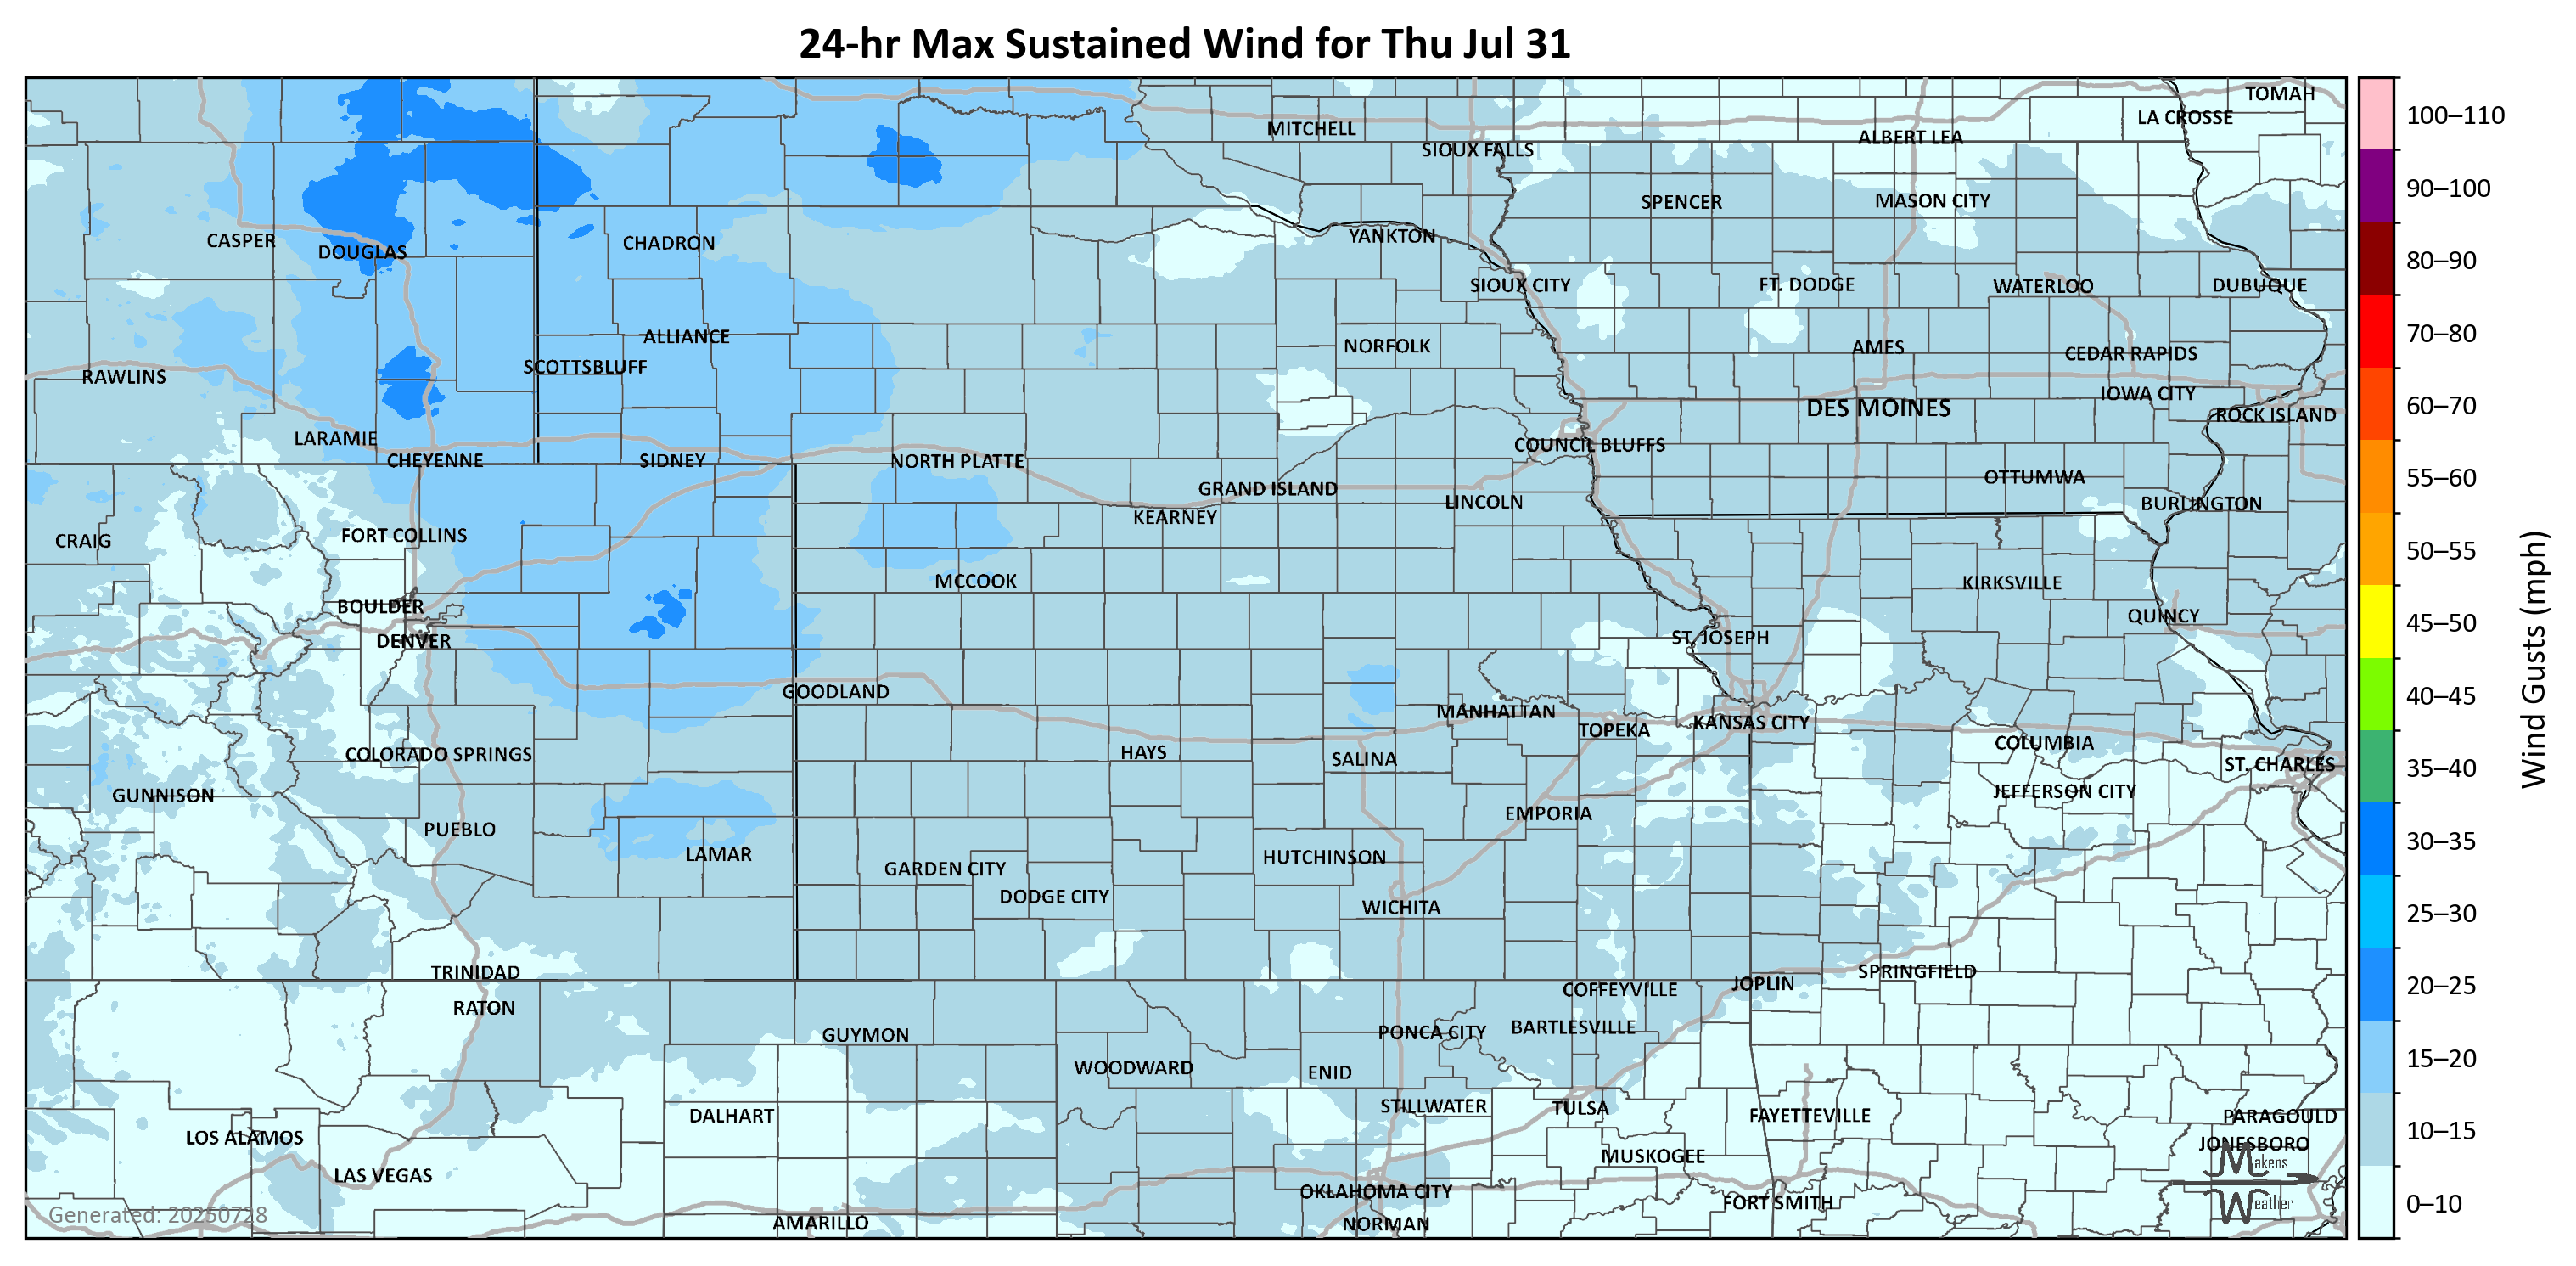 24-hr Max Sustained Wind for Thu Jul 31
TOMAH
LA CROSSE
MITCHELL
ALBERT LEA
SIOUX FALLS
SPENCER
MASON CITY
CASPER
DOUGLAS
CHADRON
YANKTON
SIOUX CITY
FT. DODGE
WATERLOO
DUBUQUE
ALLIANCE
NORFOLK
AMES
CEDAR RAPIDS
SCOTTSBLUFF
RAWLINS
IOWA CITY
DES MOINES
ROCK ISLAND
LARAMIE
COUNCIL BLUFFS
CHEYENNE
SIDNEY
NORTH PLATTE
OTTUMWA
GRAND ISLAND
LINCOLN
BURLINGTON
KEARNEY
FORT COLLINS
CRAIG
MCCOOK
KIRKSVILLE
BOULDER
QUINCY
DENVER
ST. JOSEPH
GOODLAND
MANHATTAN
TOPEKA
KANSAS CITY
COLUMBIA
COLORADO SPRINGS
HAYS
SALINA
ST. CHARLES
GUNNISON
JEFFERSON CITY
EMPORIA
PUEBLO
LAMAR
HUTCHINSON
GARDEN CITY
DODGE CITY
WICHITA
TRINIDAD
SPRINGFIELD
JOPLIN
COFFEYVILLE
RATON
GUYMON
PONCA CITY
BARTLESVILLE
WOODWARD
ENID
STILLWATER
TULSA
DALHART
FAYETTEVILLE
PARAGOULD
LOS ALAMOS
JONESBORO
MUSKOGEE
LAS VEGAS
OKLAHOMA CITY
FORT SMITH
AMARILLO
NORMAN
Generated: 20250728
Makens
Weather
100–110
90–100
80–90
70–80
60–70
55–60
50–55
45–50
40–45
35–40
30–35
25–30
20–25
15–20
10–15
0–10
Wind Gusts (mph)